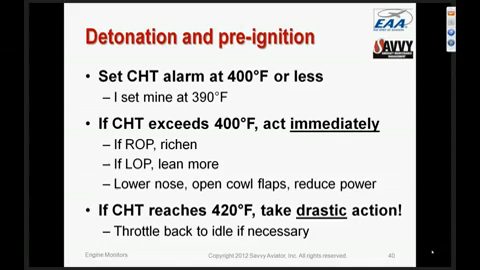 EAA
SAVVY
Detonation and pre-ignition
• Set CHT alarm at 400°F or less
– I set mine at 390°F
• If CHT exceeds 400°F, act immediately
– If ROP, richen
– If LOP, lean more
– Lower nose, open cowl flaps, reduce power
• If CHT reaches 420°F, take drastic action!
– Throttle back to idle if necessary
Engine Monitors
Copyright 2012 Savvy Aviator, Inc. All rights reserved.
40